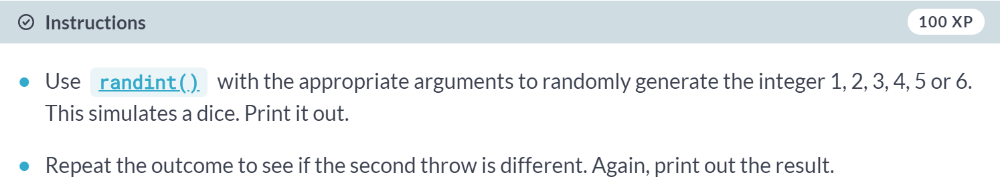 Instructions
100 XP
Use randint() with the appropriate arguments to randomly generate the integer 1, 2, 3, 4, 5 or 6.
This simulates a dice. Print it out.
Repeat the outcome to see if the second throw is different. Again, print out the result.